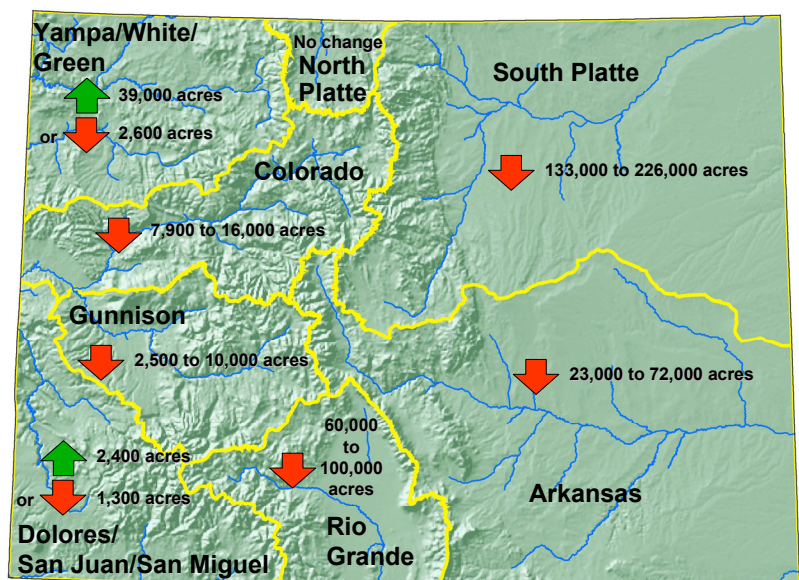 Yampa/White/
Green
39,000 acres
or
2,600 acres
No change
North
Platte
South Platte
133,000 to 226,000 acres
Colorado
7,900 to 16,000 acres
Gunnison
2,500 to 10,000 acres
23,000 to 72,000 acres
Arkansas
60,000
to
100,000
acres
Rio
Grande
2,400 acres
or
1,300 acres
Dolores/
San Juan/San Miguel